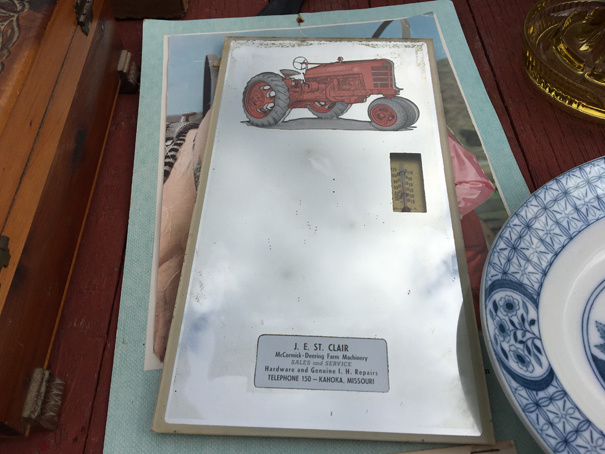 J. E. ST. CLAIR
McCormick-Deering Farm Machinery
SALES and SERVICE
Hardware and Genuine I. H. Repairs
TELEPHONE 150 — KAHOKA, MISSOURI